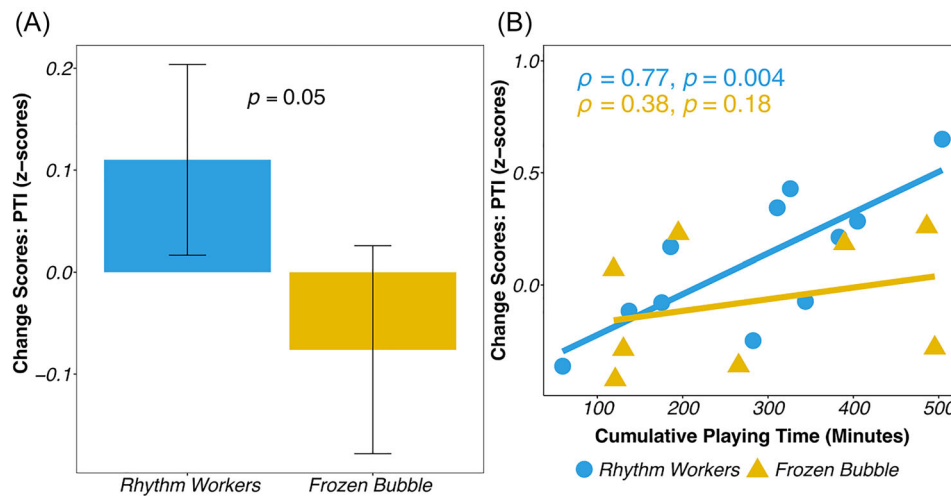 (A)
Change Scores: PTI (z−scores)
0.2
0.1
0.0
−0.1
p = 0.05
Rhythm Workers
Frozen Bubble
(B)
Change Scores: PTI (z−scores)
1.0
0.5
0.0
ρ = 0.77, p = 0.004
ρ = 0.38, p = 0.18
100 200 300 400 500
Cumulative Playing Time (Minutes)
Rhythm Workers Frozen Bubble